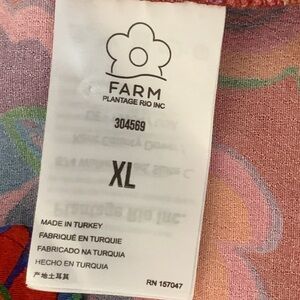 FARM
PLANTAGE RIO INC
304569
XL
MADE IN TURKEY
FABRIQUÉ EN TURQUIE
FABRICADO NA TURQUIA
HECHO EN TURQUIA
产地土耳其
RN 157047